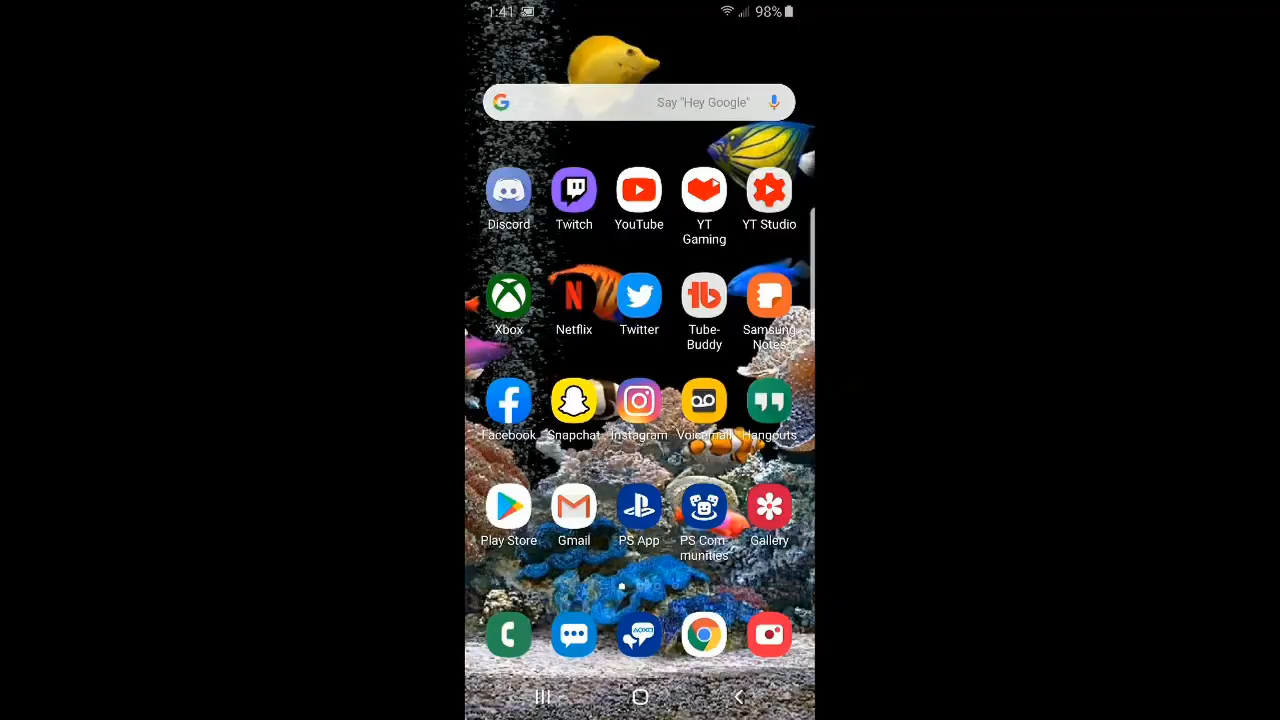 1:41 98%
Say "Hey Google"
Discord Twitch YouTube YT Gaming YT Studio
Xbox Netflix Twitter Tube-Buddy Samsung Notes
Facebook Snapchat Instagram Voicemail Hangouts
Play Store Gmail PS App PS Communities Gallery